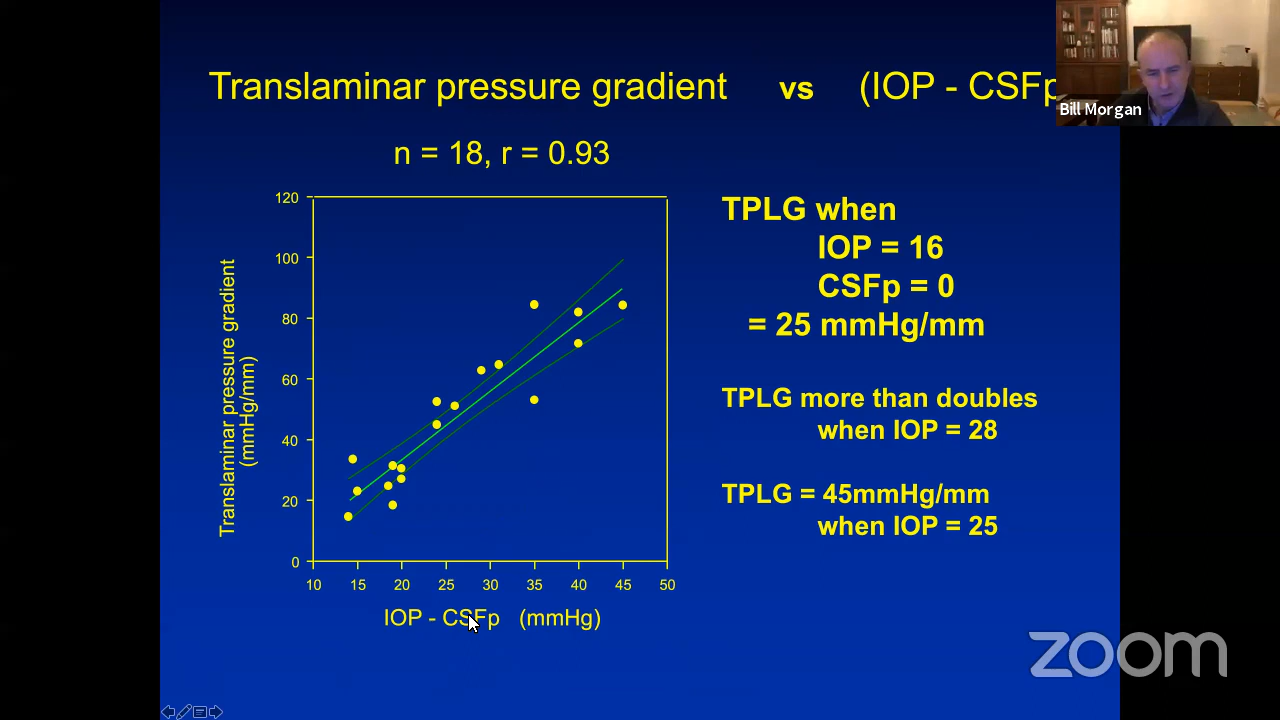 Translaminar pressure gradient vs (IOP - CSFp
Bill Morgan
n = 18, r = 0.93
120
100
80
60
40
20
0
Translaminar pressure gradient
(mmHg/mm)
10 15 20 25 30 35 40 45 50
IOP - CSFp (mmHg)
TPLG when
IOP = 16
CSFp = 0
= 25 mmHg/mm
TPLG more than doubles
when IOP = 28
TPLG = 45mmHg/mm
when IOP = 25
zoom